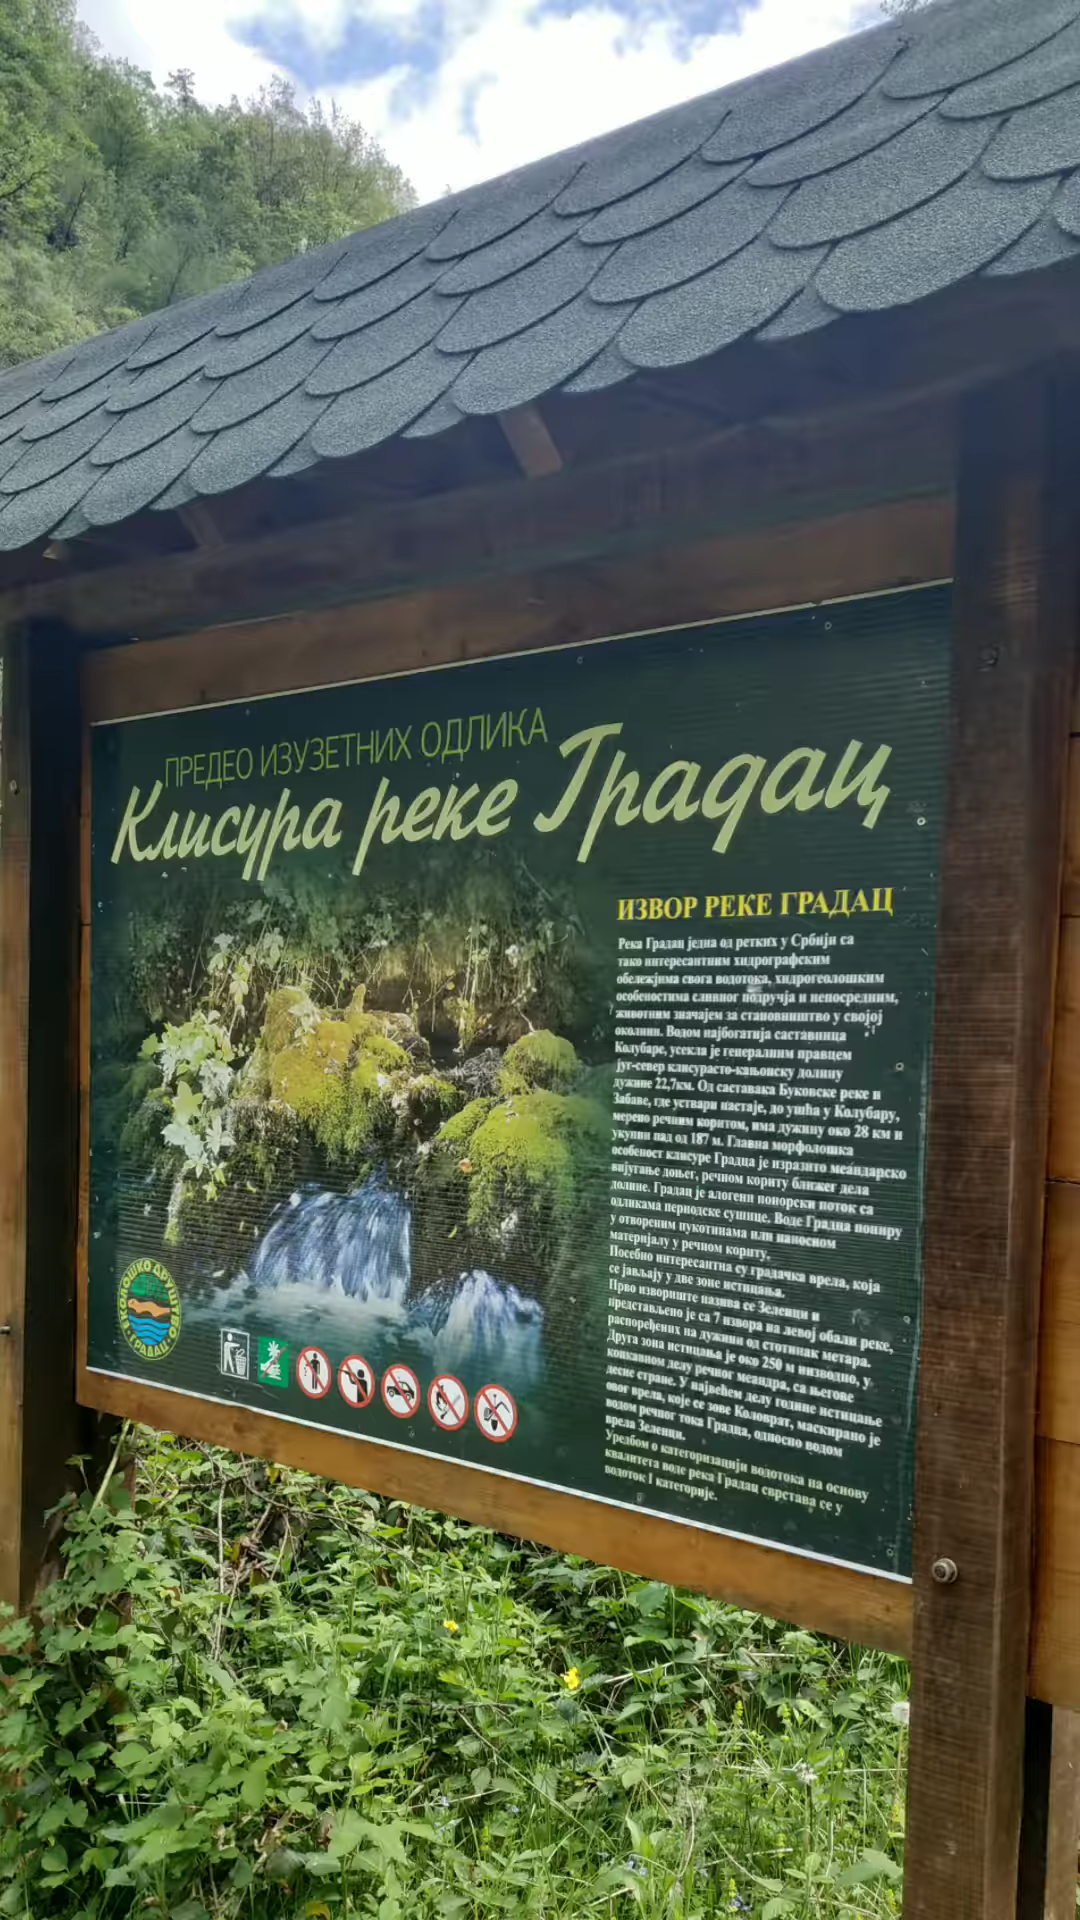 ПРЕДЕО ИЗУЗЕТНИХ ОДЛИКА
Клисура реке Градац
ИЗВОР РЕКЕ ГРАДАЦ
Река Градац једна од ретких у Србији са
тако интересантним хидрографским
обележјима свога водотока, хидрогеолошким
особеностима сливног подручја и непосредним,
животним значајем за становништво у својој
околини. Водом најбогатија саставница
Колубаре, усекла је генералним правцем
југ-север клисурасто-кањонску долину
дужине 22,7км. Од саставака Буковске реке и
Забаве, где уствари настаје, до ушћа у Колубару,
мерено речним коритом, има дужину око 28 км и
укупни пад од 187 м. Главна морфолошка
особеност клисуре Градца је изразито меандарско
вијугање доњег, речном кориту ближег дела
долине. Градац је алогени понорски поток са
одликама периодске сушице. Воде Градца пониру
у отвореним пукотинама или наносном
материјалу у речном кориту.
Посебно интересантна су градачка врела, која
се јављају у две зоне истицања.
Прво извориште назива се Зеленци и
представљено је са 7 извора на левој обали реке,
распоређених на дужини од стотинак метара.
Друга зона истицања је око 250 м низводно, у
конкавном делу речног меандра, са његове
десне стране. У највећем делу године истицање
овог врела, које се зове Коловрат, маскирано је
водом речног тока Градца, односно водом
врела Зеленци.
Уредбом о категоризацији водотока на основу
квалитета воде река Градац сврстава се у
водоток I категорије.
ЕКОЛОШКО ДРУШТВО
ГРАДАЦ